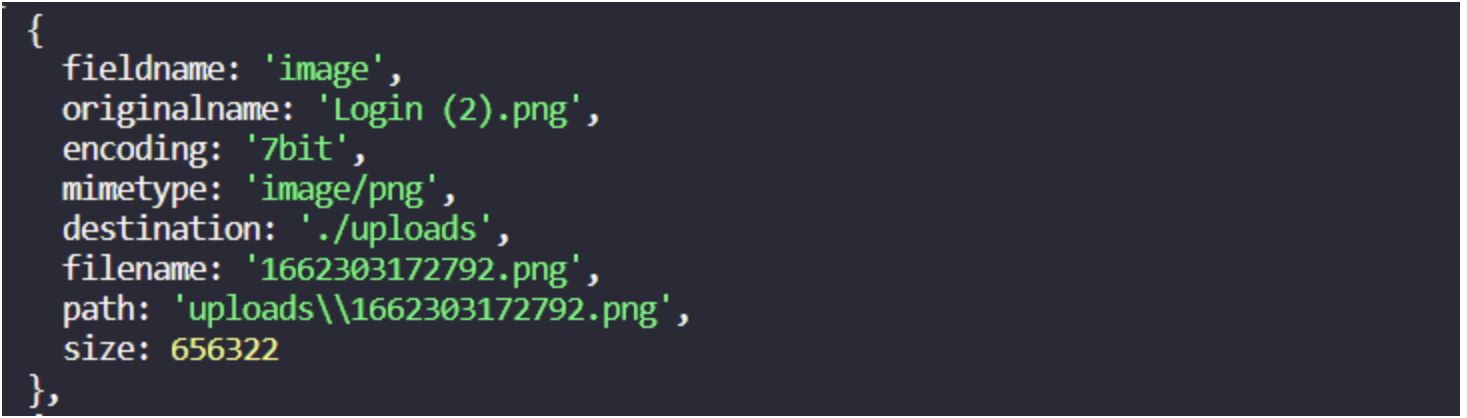 {
  fieldname: 'image',
  originalname: 'Login (2).png',
  encoding: '7bit',
  mimetype: 'image/png',
  destination: './uploads',
  filename: '1662303172792.png',
  path: 'uploads\\1662303172792.png',
  size: 656322
},